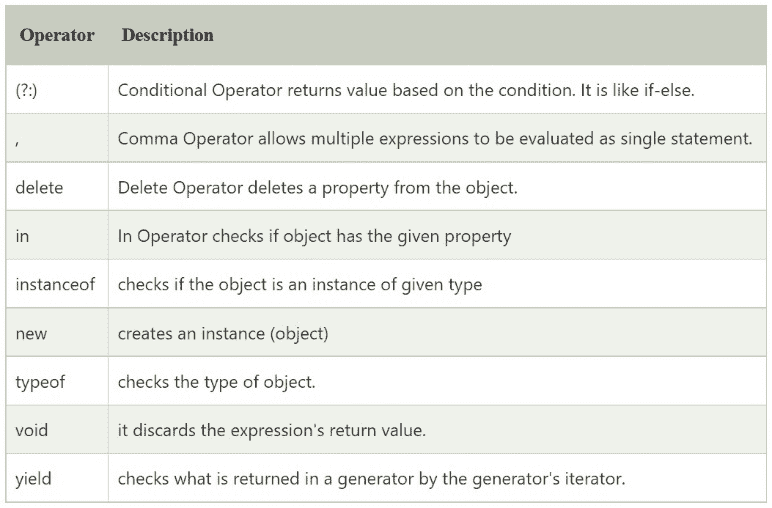 Operator Description
(?:) Conditional Operator returns value based on the condition. It is like if-else.
, Comma Operator allows multiple expressions to be evaluated as single statement.
delete Delete Operator deletes a property from the object.
in In Operator checks if object has the given property
instanceof checks if the object is an instance of given type
new creates an instance (object)
typeof checks the type of object.
void it discards the expression's return value.
yield checks what is returned in a generator by the generator's iterator.